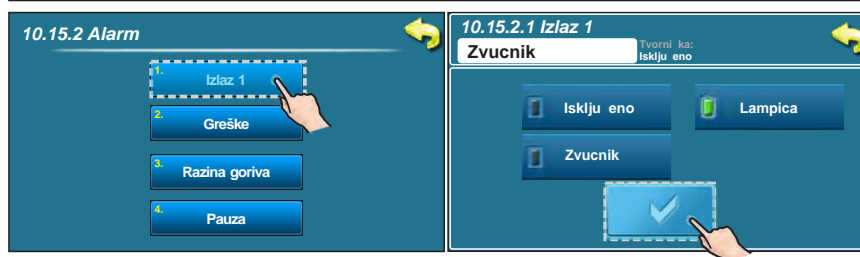 10.15.2 Alarm
1. Izlaz 1
2. Greške
3. Razina goriva
4. Pauza
10.15.2.1 Izlaz 1
Zvucnik
Tvorni ka:
Isklju eno
Isklju eno
Lampica
Zvucnik